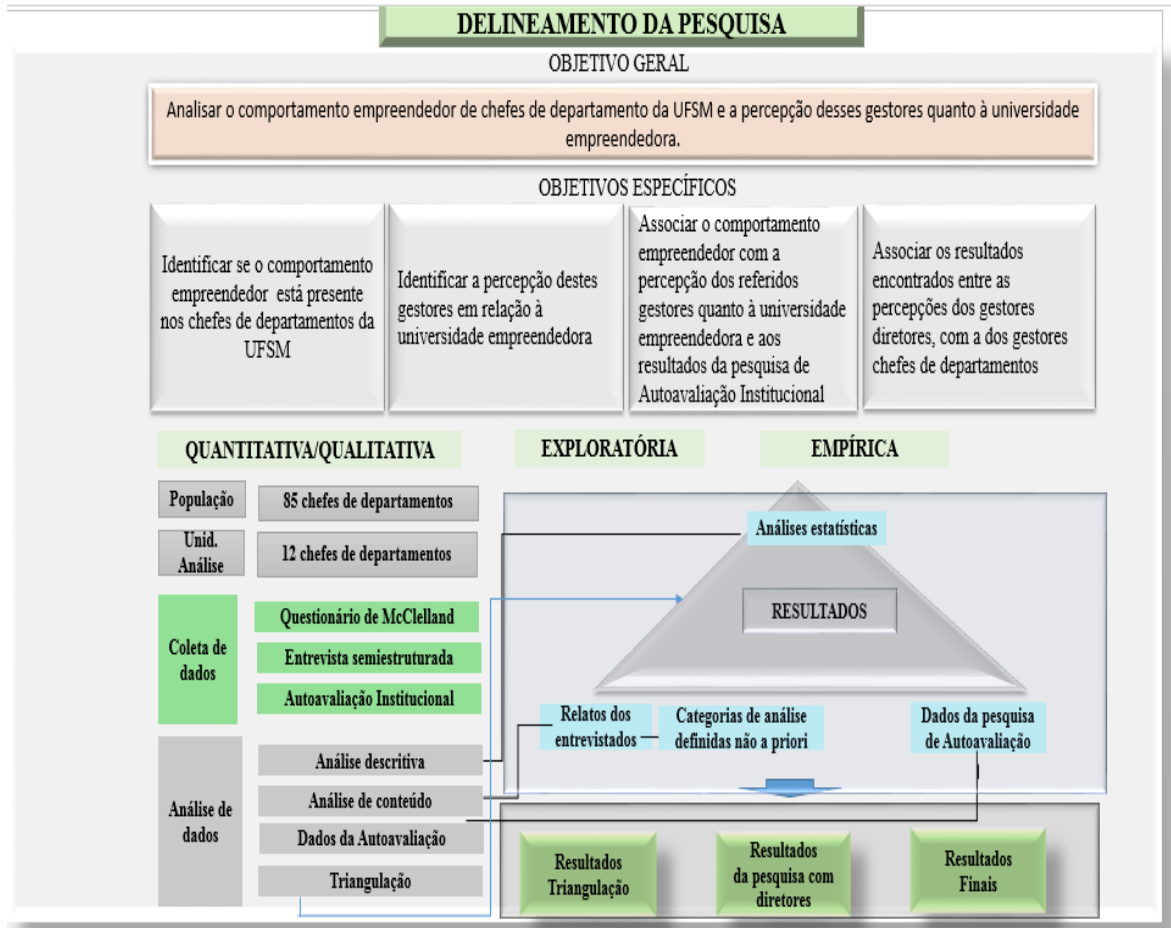 DELINEAMENTO DA PESQUISA
OBJETIVO GERAL
Analisar o comportamento empreendedor de chefes de departamento da UFSM e a percepção desses gestores quanto à universidade
empreendedora.
OBJETIVOS ESPECÍFICOS
Identificar se o comportamento
empreendedor está presente
nos chefes de departamentos da
UFSM
Identificar a percepção destes
gestores em relação à
universidade empreendedora
Associar o comportamento
empreendedor com a
percepção dos referidos
gestores quanto à universidade
empreendedora e aos
resultados da pesquisa de
Autoavaliação Institucional
Associar os resultados
encontrados entre as
percepções dos gestores
diretores, com a dos gestores
chefes de departamentos
QUANTITATIVA/QUALITATIVA
EXPLORATÓRIA
EMPÍRICA
População
85 chefes de departamentos
Unid.
Análise
12 chefes de departamentos
Coleta de
dados
Questionário de McClelland
Entrevista semiestruturada
Autoavaliação Institucional
Análise de
dados
Análise descritiva
Análise de conteúdo
Dados da Autoavaliação
Triangulação
Análises estatísticas
RESULTADOS
Relatos dos
entrevistados
Categorias de análise
definidas não a priori
Dados da pesquisa
de Autoavaliação
Resultados
Triangulação
Resultados
da pesquisa com
diretores
Resultados
Finais